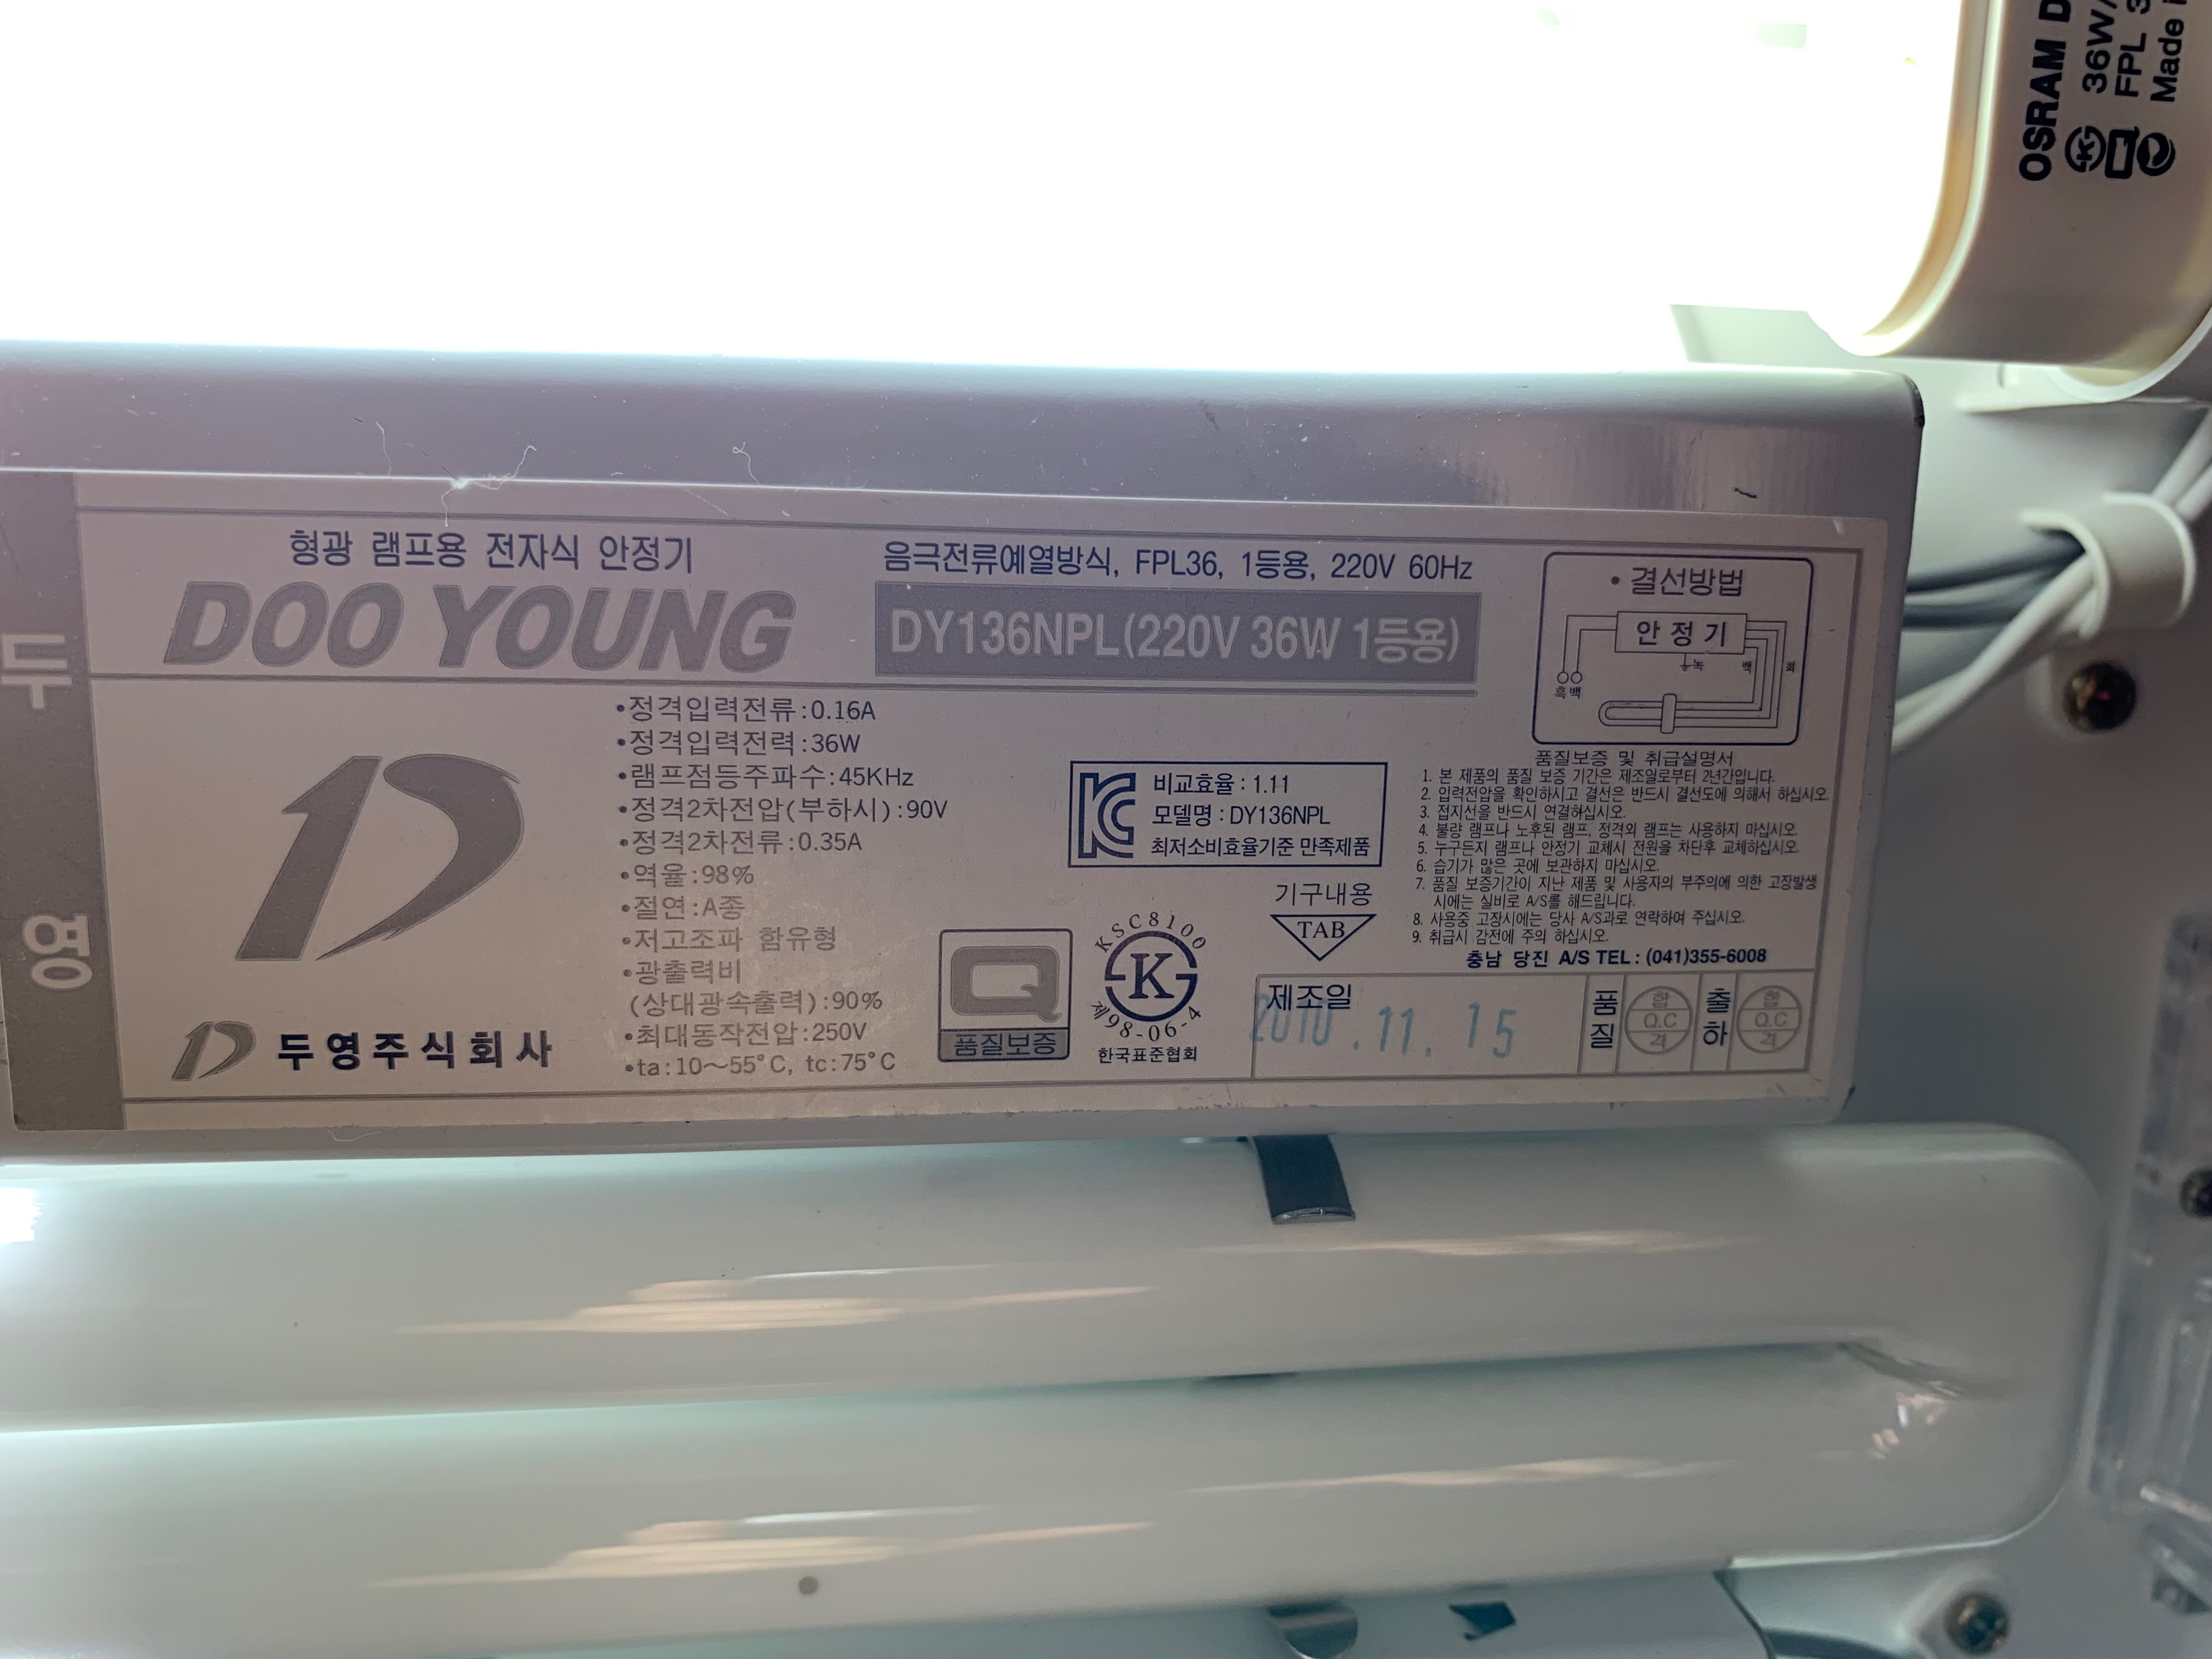 OSRAM D
36W/
FPL 3
Made i
두영
형광 램프용 전자식 안정기
DOO YOUNG
음극전류예열방식, FPL36, 1등용, 220V 60Hz
DY136NPL(220V 36W 1등용)
•정격입력전류:0.16A
•정격입력전력:36W
•램프점등주파수:45KHz
•정격2차전압(부하시):90V
•정격2차전류:0.35A
•역율:98%
•절연:A종
•저고조파 함유형
•광출력비
(상대광속출력):90%
•최대동작전압:250V
•ta:10~55°C, tc:75°C
두영주식회사
비교효율 : 1.11
모델명 : DY136NPL
최저소비효율기준 만족제품
기구내용
TAB
Q
품질보증
KSC8100
K
제98-06-4
한국표준협회
• 결선방법
안정기
녹
백
회
흑백
품질보증 및 취급설명서
1. 본 제품의 품질 보증 기간은 제조일로부터 2년간입니다.
2. 입력전압을 확인하시고 결선은 반드시 결선도에 의해서 하십시오.
3. 접지선을 반드시 연결하십시오.
4. 불량 램프나 노후된 램프, 정격외 램프는 사용하지 마십시오.
5. 누구든지 램프나 안정기 교체시 전원을 차단후 교체하십시오.
6. 습기가 많은 곳에 보관하지 마십시오.
7. 품질 보증기간이 지난 제품 및 사용자의 부주의에 의한 고장발생
시에는 실비로 A/S를 해드립니다.
8. 사용중 고장시에는 당사 A/S과로 연락하여 주십시오.
9. 취급시 감전에 주의 하십시오.
충남 당진 A/S TEL : (041)355-6008
제조일
2010.11.15
품질
합
Q.C
격
출하
합
Q.C
격